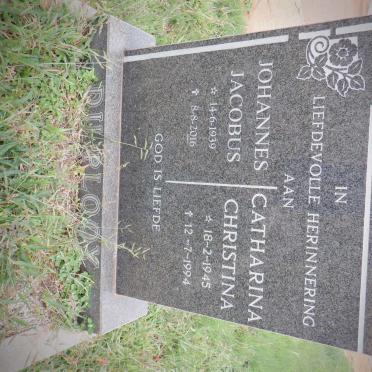 IN
LIEFDEVOLLE HERINNERING
AAN
JOHANNES
JACOBUS
☆ 14-6-1939
✞ 8-8-2016
CATHARINA
CHRISTINA
☆ 18-2-1945
✞ 12-7-1994
GOD IS LIEFDE